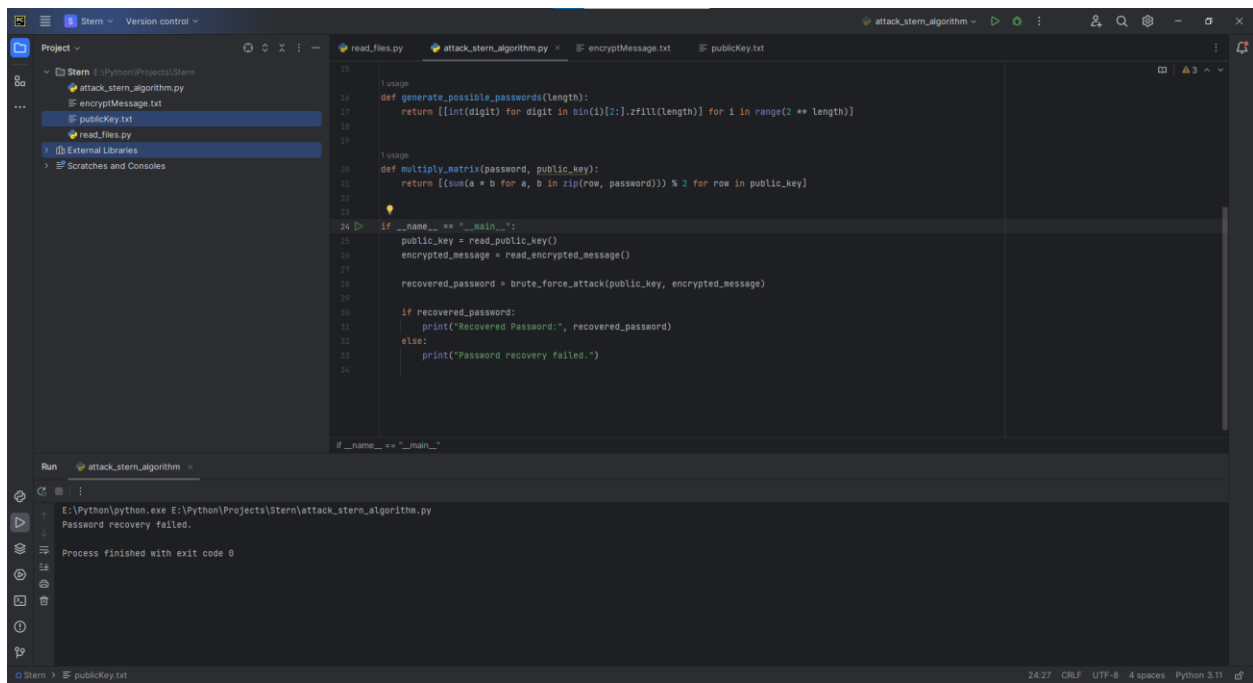 PC S Stern Version control attack_stern_algorithm
Project
read_files.py attack_stern_algorithm.py encryptMessage.txt publicKey.txt
Stern E:\Python\Projects\Stern
attack_stern_algorithm.py
encryptMessage.txt
publicKey.txt
read_files.py
External Libraries
Scratches and Consoles
3
15
1 usage
16 def generate_possible_passwords(length):
17 return [[int(digit) for digit in bin(i)[2:].zfill(length)] for i in range(2 ** length)]
18
19
1 usage
20 def multiply_matrix(password, public_key):
21 return [(sum(a * b for a, b in zip(row, password))) % 2 for row in public_key]
22
23
24 if __name__ == "__main__":
25 public_key = read_public_key()
26 encrypted_message = read_encrypted_message()
27
28 recovered_password = brute_force_attack(public_key, encrypted_message)
29
30 if recovered_password:
31 print("Recovered Password:", recovered_password)
32 else:
33 print("Password recovery failed.")
34
if __name__ == "__main__"
Run attack_stern_algorithm
E:\Python\python.exe E:\Python\Projects\Stern\attack_stern_algorithm.py
Password recovery failed.
Process finished with exit code 0
Stern > publicKey.txt 24:27 CRLF UTF-8 4 spaces Python 3.11